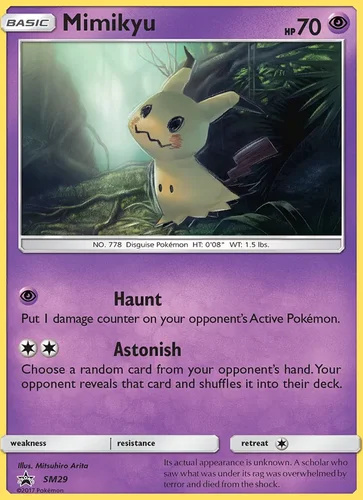 BASIC Mimikyu HP70
NO. 778 Disguise Pokémon HT: 0'08" WT: 1.5 lbs.
Haunt
Put 1 damage counter on your opponent's Active Pokémon.
Astonish
Choose a random card from your opponent's hand. Your
opponent reveals that card and shuffles it into their deck.
weakness resistance retreat
Illus. Mitsuhiro Arita
PROMO SM29
©2017 Pokémon
Its actual appearance is unknown. A scholar who
saw what was under its rag was overwhelmed by
terror and died from the shock.